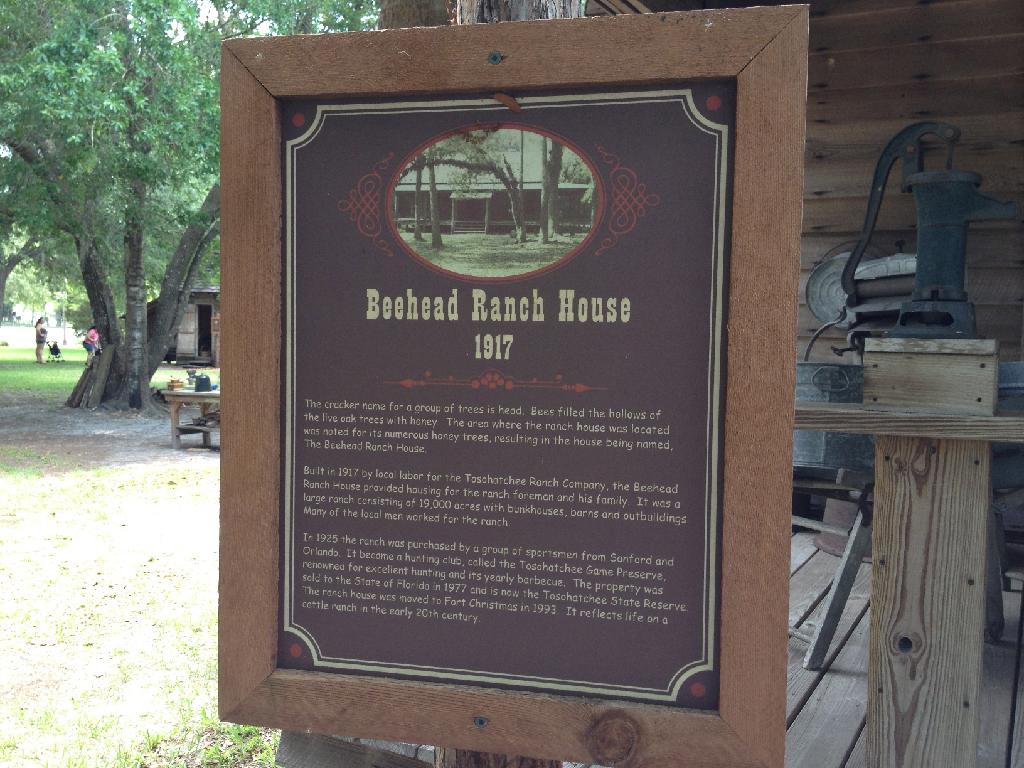 Beehead Ranch House
1917
The cracker name for a group of trees is head. Bees filled the hollows of
the live oak trees with honey. The area where the ranch house was located
was noted for its numerous honey trees, resulting in the house being named,
The Beehead Ranch House.
Built in 1917 by local labor for the Tosohatchee Ranch Company, the Beehead
Ranch House provided housing for the ranch foreman and his family. It was a
large ranch consisting of 19,000 acres with bunkhouses, barns and outbuildings
Many of the local men worked for the ranch.
In 1925 the ranch was purchased by a group of sportsmen from Sanford and
Orlando. It became a hunting club, called the Tosohatchee Game Preserve,
renowned for excellent hunting and its yearly barbecue. The property was
sold to the State of Florida in 1977 and is now the Tosohatchee State Reserve.
The ranch house was moved to Fort Christmas in 1993. It reflects life on a
cattle ranch in the early 20th century.